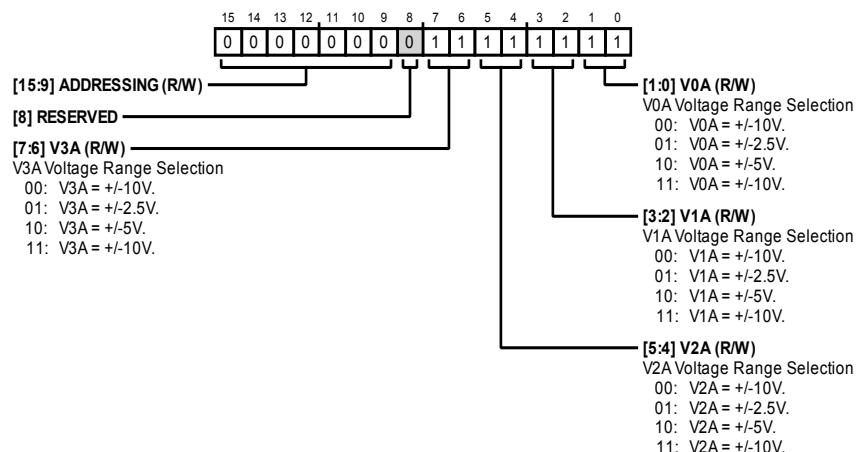 15 14 13 12 11 10 9 8 7 6 5 4 3 2 1 0
0 0 0 0 0 0 0 0 1 1 1 1 1 1 1 1
[15:9] ADDRESSING (R/W)
[8] RESERVED
[7:6] V3A (R/W)
V3A Voltage Range Selection
00: V3A = +/-10V.
01: V3A = +/-2.5V.
10: V3A = +/-5V.
11: V3A = +/-10V.
[1:0] V0A (R/W)
V0A Voltage Range Selection
00: V0A = +/-10V.
01: V0A = +/-2.5V.
10: V0A = +/-5V.
11: V0A = +/-10V.
[3:2] V1A (R/W)
V1A Voltage Range Selection
00: V1A = +/-10V.
01: V1A = +/-2.5V.
10: V1A = +/-5V.
11: V1A = +/-10V.
[5:4] V2A (R/W)
V2A Voltage Range Selection
00: V2A = +/-10V.
01: V2A = +/-2.5V.
10: V2A = +/-5V.
11: V2A = +/-10V.